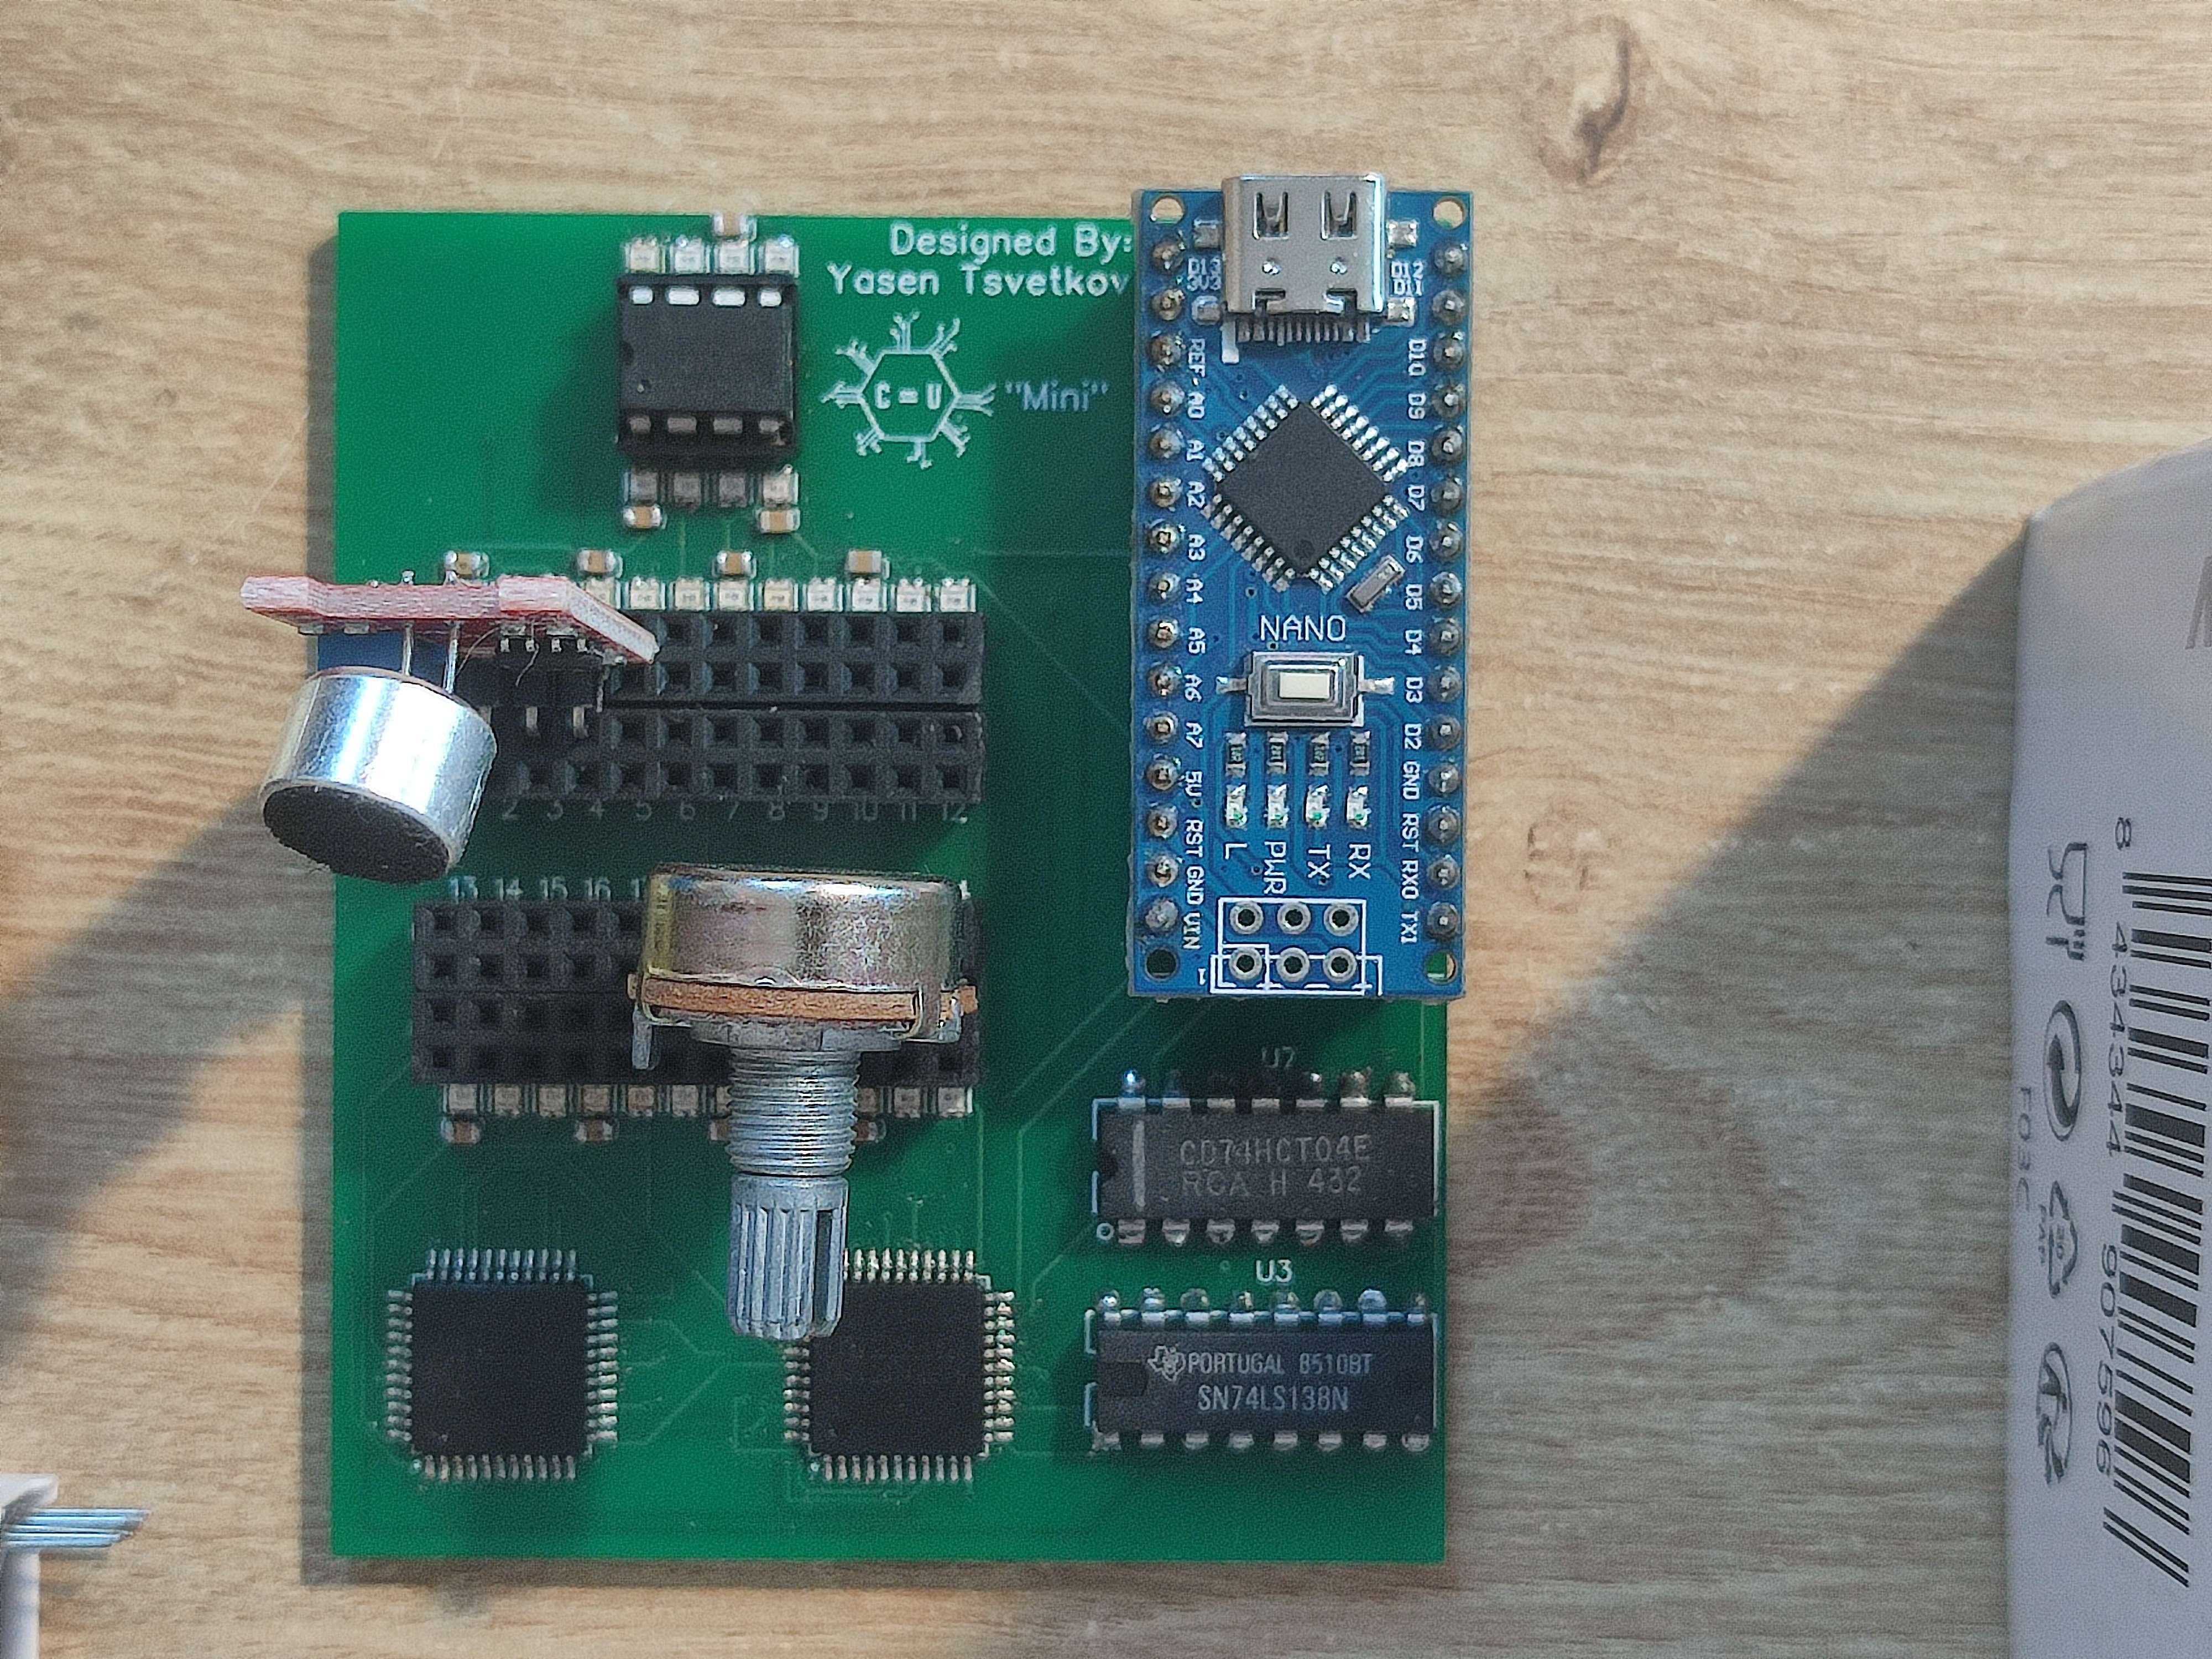 Designed By:
Yasen Tsvetkov
C = U
"Mini"
D13
3V3
REF
A0
A1
A2
A3
A4
A5
A6
A7
5V
RST
GND
VIN
D12
D11
D10
D9
D8
D7
D6
D5
D4
D3
D2
GND
RST
RX0
TX1
NANO
L
PWR
TX
RX
1
2 3 4 5 6 7 8 9 10 11 12
13 14 15 16
U7
CD74HCT04E
RCA H 432
U3
PORTUGAL 8510BT
SN74LS138N
8 434344 907596
20
PAP